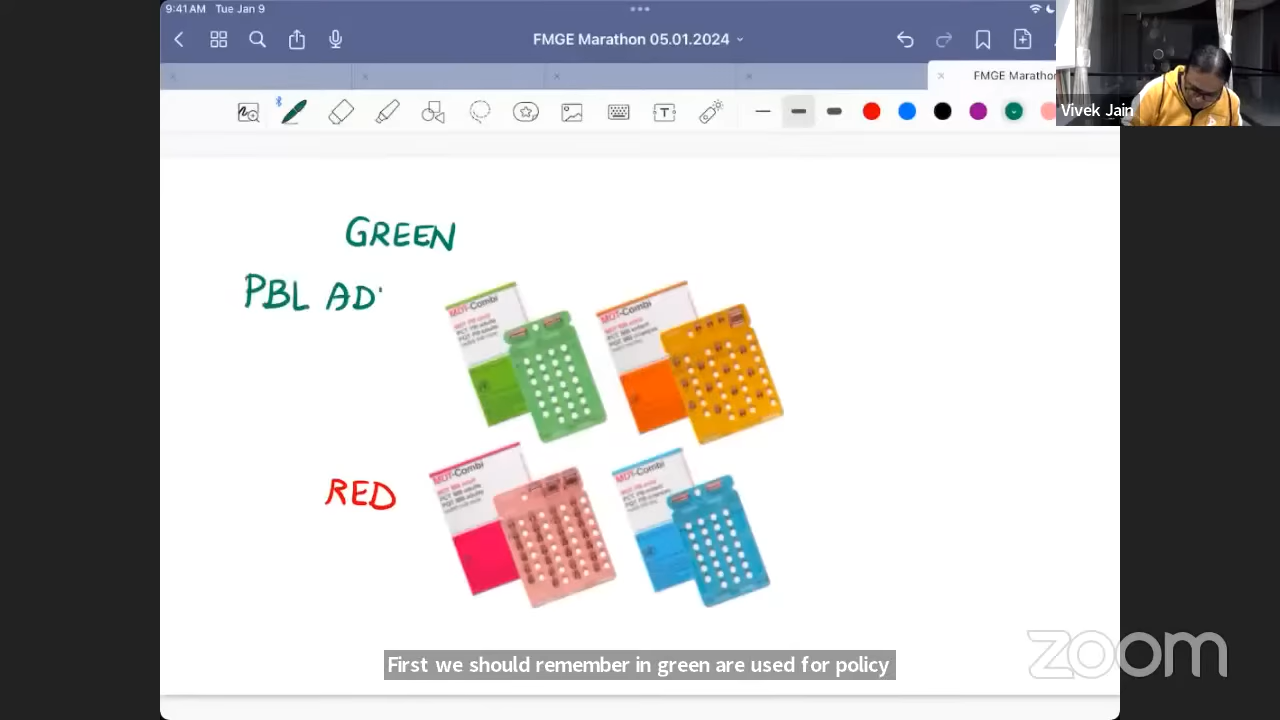 9:41 AM Tue Jan 9
FMGE Marathon 05.01.2024
FMGE Marathon
Vivek Jain
GREEN
PBL AD
MDT-Combi
MDT-Combi
RED
MDT-Combi
MDT-Combi
First we should remember in green are used for policy
zoom